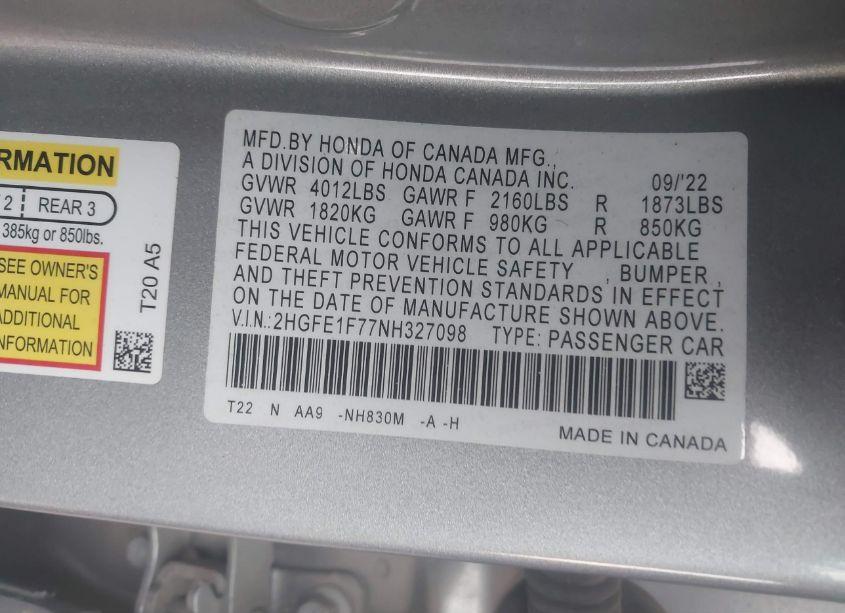 RMATION
2 REAR 3
385kg or 850lbs.
SEE OWNER'S
MANUAL FOR
ADDITIONAL
INFORMATION
T20 A5
MFD.BY HONDA OF CANADA MFG.,
A DIVISION OF HONDA CANADA INC. 09/'22
GVWR 4012LBS GAWR F 2160LBS R 1873LBS
GVWR 1820KG GAWR F 980KG R 850KG
THIS VEHICLE CONFORMS TO ALL APPLICABLE
FEDERAL MOTOR VEHICLE SAFETY , BUMPER ,
AND THEFT PREVENTION STANDARDS IN EFFECT
ON THE DATE OF MANUFACTURE SHOWN ABOVE.
V.I.N.: 2HGFE1F77NH327098 TYPE: PASSENGER CAR
T22 N AA9 -NH830M -A -H
MADE IN CANADA